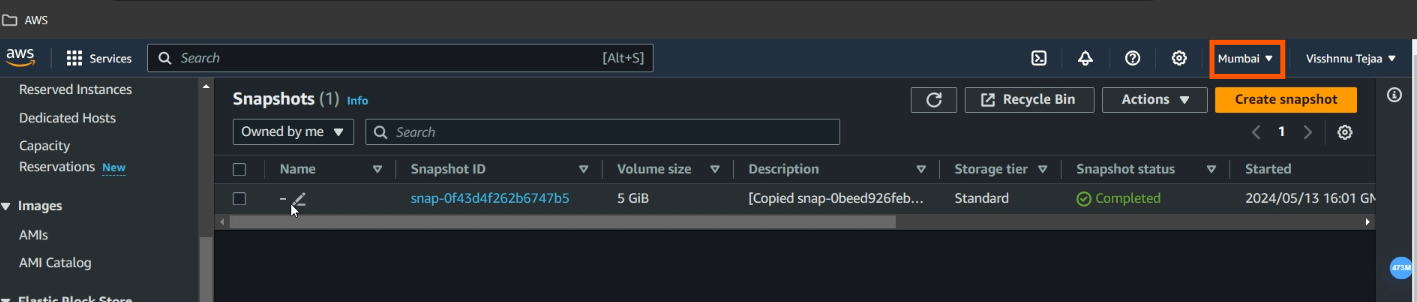 AWS
aws
Services
Search
[Alt+S]
Mumbai
Visshnnu Tejaa
Reserved Instances
Dedicated Hosts
Capacity
Reservations New
Images
AMIs
AMI Catalog
Elastic Block Store
Snapshots (1) Info
Recycle Bin
Actions
Create snapshot
Owned by me
Search
1
Name
Snapshot ID
Volume size
Description
Storage tier
Snapshot status
Started
–
snap-0f43d4f262b6747b5
5 GiB
[Copied snap-0beed926feb...
Standard
Completed
2024/05/13 16:01 GM
473M